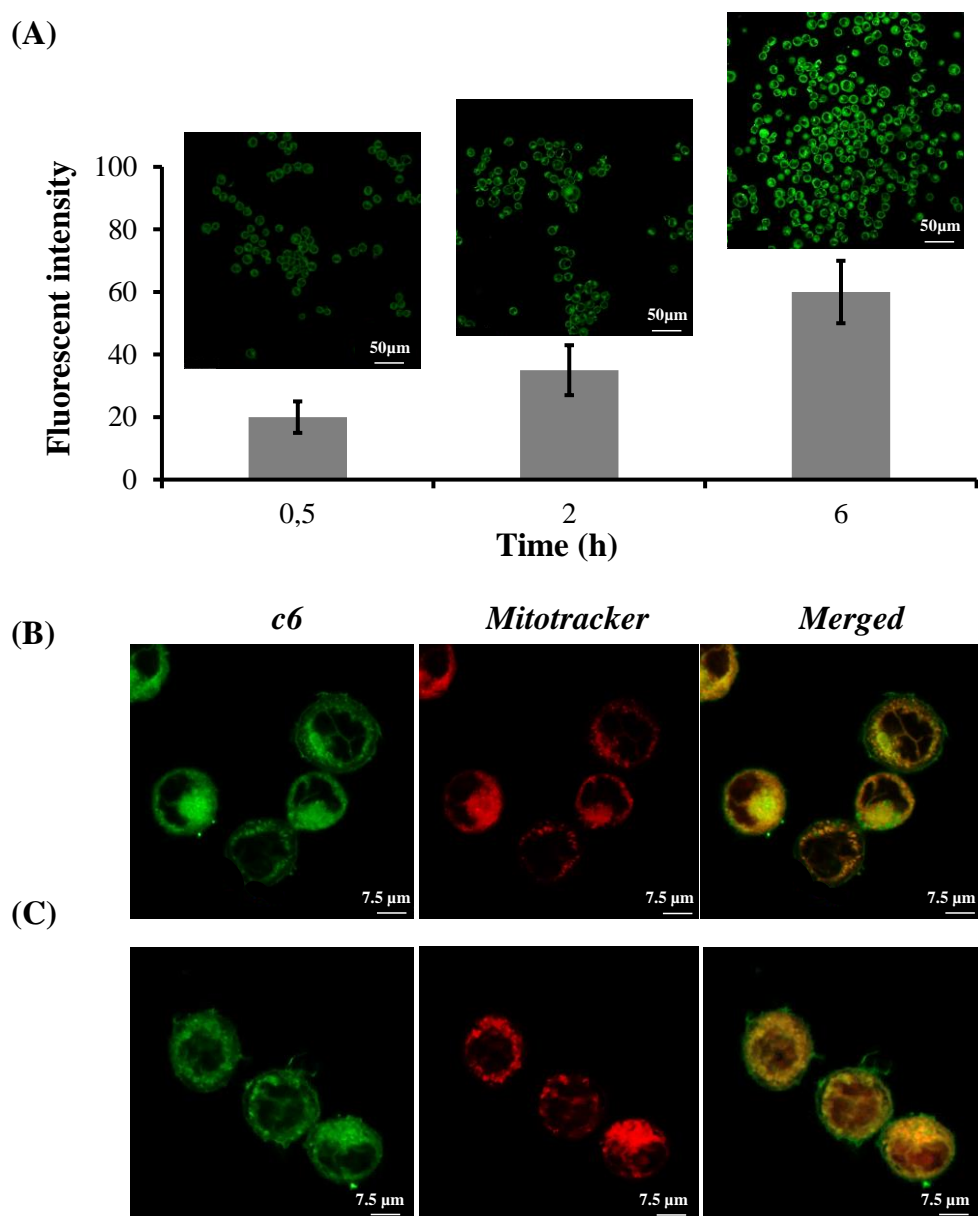 (A)
Fluorescent intensity
100
80
60
40
20
0
50µm
50µm
50µm
0,5
2
6
Time (h)
(B)
c6
Mitotracker
Merged
7.5 µm
7.5 µm
7.5 µm
(C)
7.5 µm
7.5 µm
7.5 µm